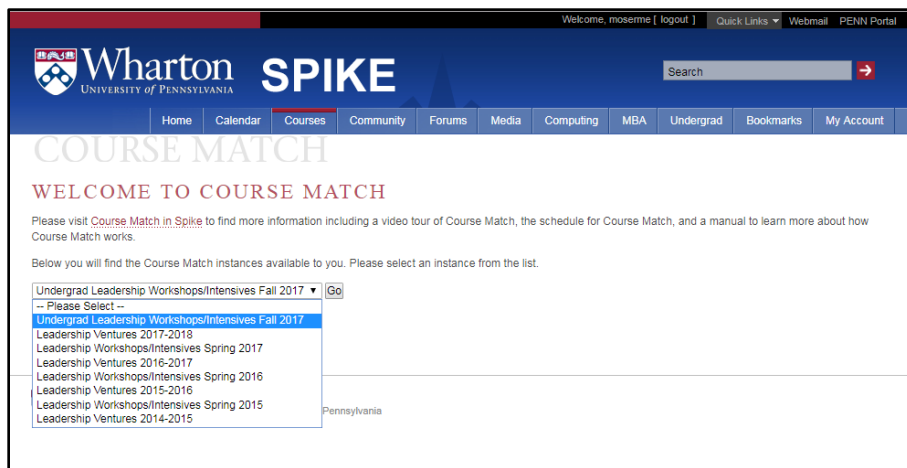 Welcome, moserme [ logout ] Quick Links ▼ Webmail PENN Portal
Wharton
UNIVERSITY of PENNSYLVANIA
SPIKE
Search
Home Calendar Courses Community Forums Media Computing MBA Undergrad Bookmarks My Account
COURSE MATCH
WELCOME TO COURSE MATCH
Please visit Course Match in Spike to find more information including a video tour of Course Match, the schedule for Course Match, and a manual to learn more about how
Course Match works.
Below you will find the Course Match instances available to you. Please select an instance from the list.
Undergrad Leadership Workshops/Intensives Fall 2017 ▼ Go
-- Please Select --
Undergrad Leadership Workshops/Intensives Fall 2017
Leadership Ventures 2017-2018
Leadership Workshops/Intensives Spring 2017
Leadership Ventures 2016-2017
Leadership Workshops/Intensives Spring 2016
Leadership Ventures 2015-2016
Leadership Workshops/Intensives Spring 2015
Pennsylvania
Leadership Ventures 2014-2015